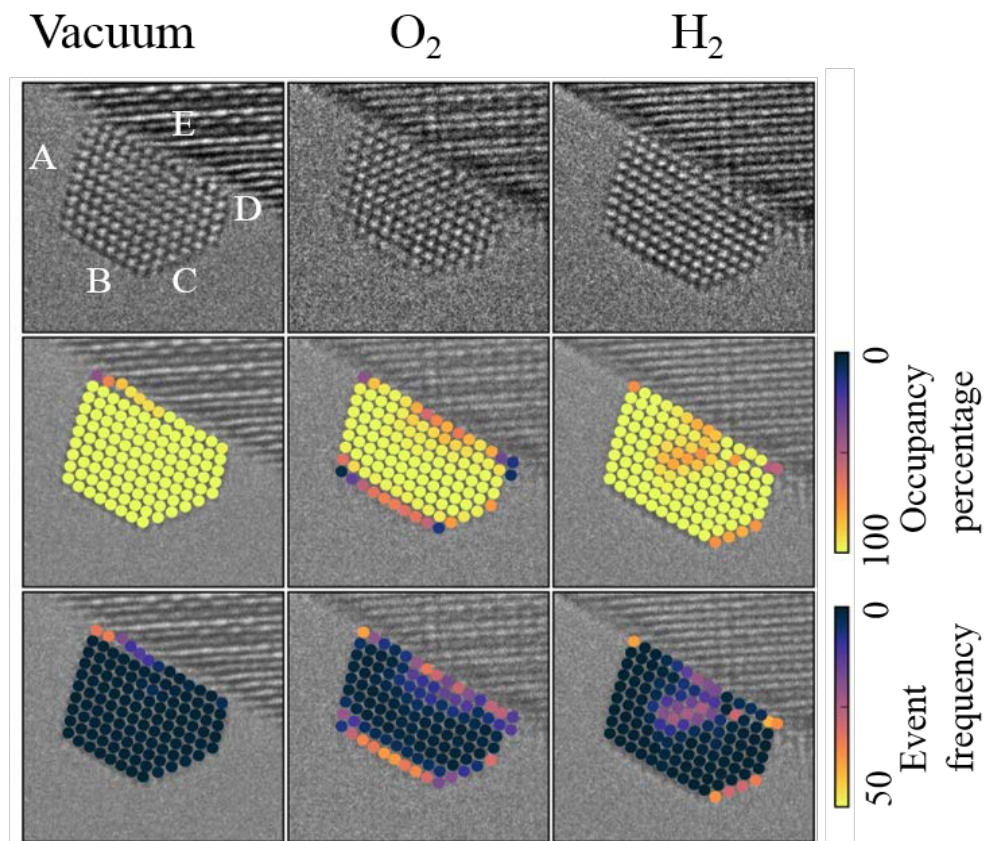 Vacuum
O2
H2
A
E
D
B
C
0
Occupancy
percentage
100
0
Event
frequency
50